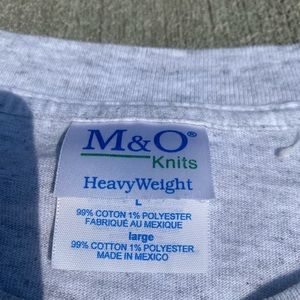 M&O®
Knits
HeavyWeight
L
99% COTTON 1% POLYESTER
FABRIQUÉ AU MEXIQUE
large
99% COTTON 1% POLYESTER
MADE IN MEXICO